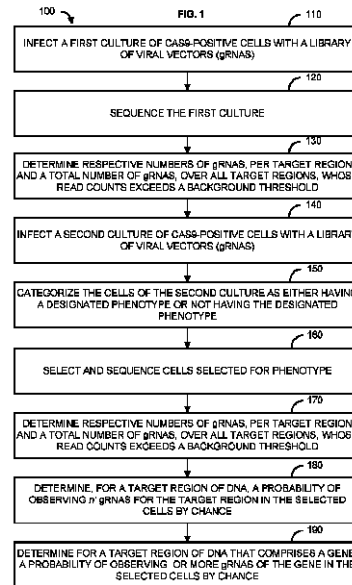 100
FIG. 1
110
INFECT A FIRST CULTURE OF CAS9-POSITIVE CELLS WITH A LIBRARY
OF VIRAL VECTORS (gRNAS)
120
SEQUENCE THE FIRST CULTURE
130
DETERMINE RESPECTIVE NUMBERS OF gRNAS, PER TARGET REGION
AND A TOTAL NUMBER OF gRNAS, OVER ALL TARGET REGIONS, WHOS
READ COUNTS EXCEEDS A BACKGROUND THRESHOLD
140
INFECT A SECOND CULTURE OF CAS9-POSITIVE CELLS WITH A LIBRARY
OF VIRAL VECTORS (gRNAS)
150
CATEGORIZE THE CELLS OF THE SECOND CULTURE AS EITHER HAVING
A DESIGNATED PHENOTYPE OR NOT HAVING THE DESIGNATED
PHENOTYPE
160
SELECT AND SEQUENCE CELLS SELECTED FOR PHENOTYPE
170
DETERMINE RESPECTIVE NUMBERS OF gRNAS, PER TARGET REGION
AND A TOTAL NUMBER OF gRNAS, OVER ALL TARGET REGIONS, WHOS
READ COUNTS EXCEEDS A BACKGROUND THRESHOLD
180
DETERMINE, FOR A TARGET REGION OF DNA, A PROBABILITY OF
OBSERVING n' gRNAS FOR THE TARGET REGION IN THE SELECTED
CELLS BY CHANCE
190
DETERMINE FOR A TARGET REGION OF DNA THAT COMPRISES A GENE
A PROBABILITY OF OBSERVING OR MORE gRNAS OF THE GENE IN THE
SELECTED CELLS BY CHANCE